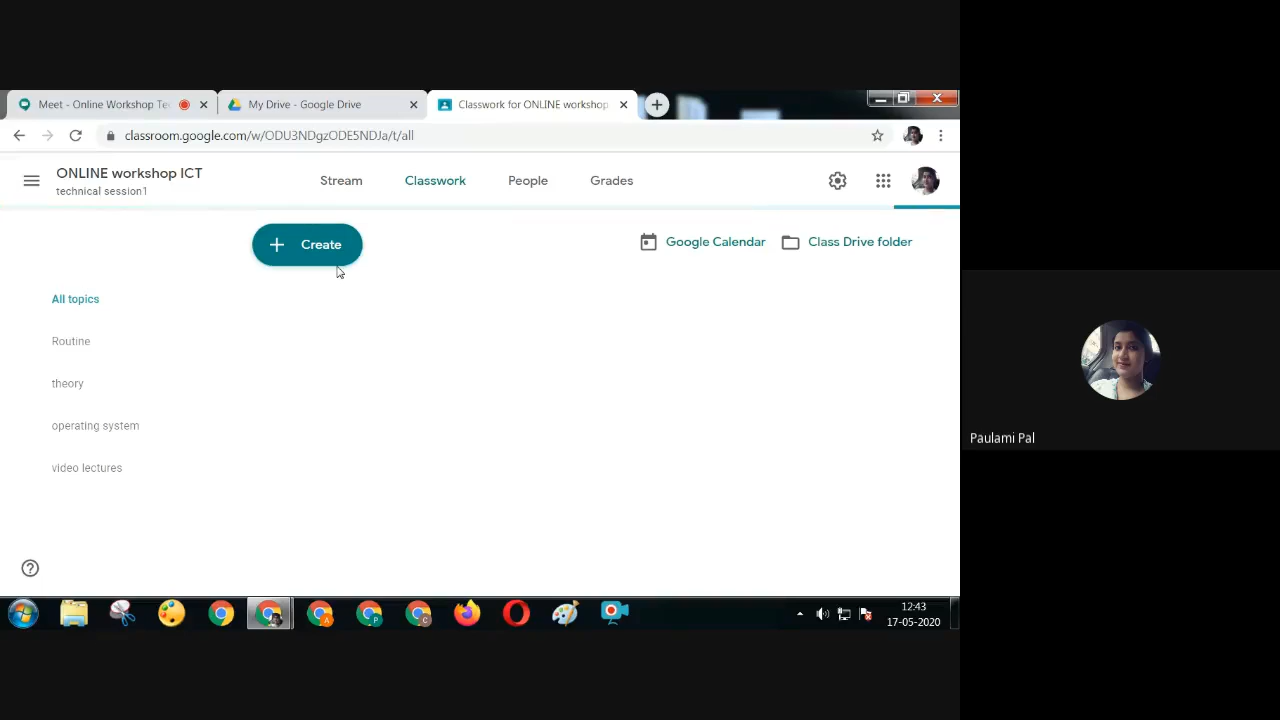 Meet - Online Workshop Te
My Drive - Google Drive
Classwork for ONLINE workshop
classroom.google.com/w/ODU3NDgzODE5NDJa/t/all
ONLINE workshop ICT
technical session1
Stream
Classwork
People
Grades
Create
Google Calendar
Class Drive folder
All topics
Routine
theory
operating system
video lectures
Paulami Pal
A
P
C
12:43
17-05-2020